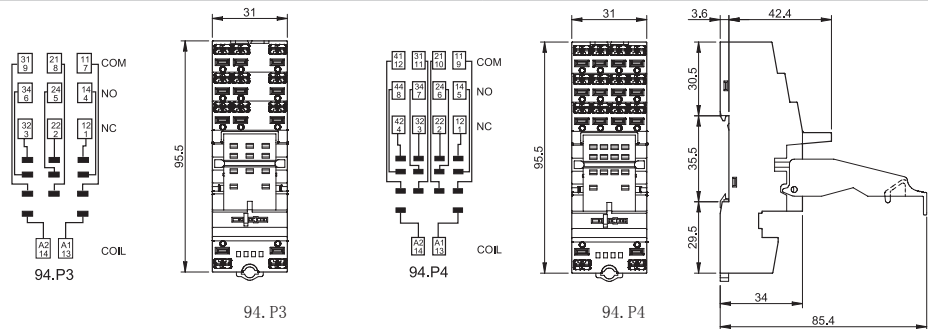 31
3.6
42.4
31 9
21 8
11 7
COM
34 6
24 5
14 4
NO
32 3
22 2
12 1
NC
A2 14
A1 13
COIL
94.P3
95.5
94.P3
31
41 12
31 11
21 10
11 9
COM
44 8
34 7
24 6
14 5
NO
42 4
32 3
22 2
12 1
NC
A2 14
A1 13
COIL
94.P4
95.5
94.P4
30.5
35.5
29.5
34
85.4